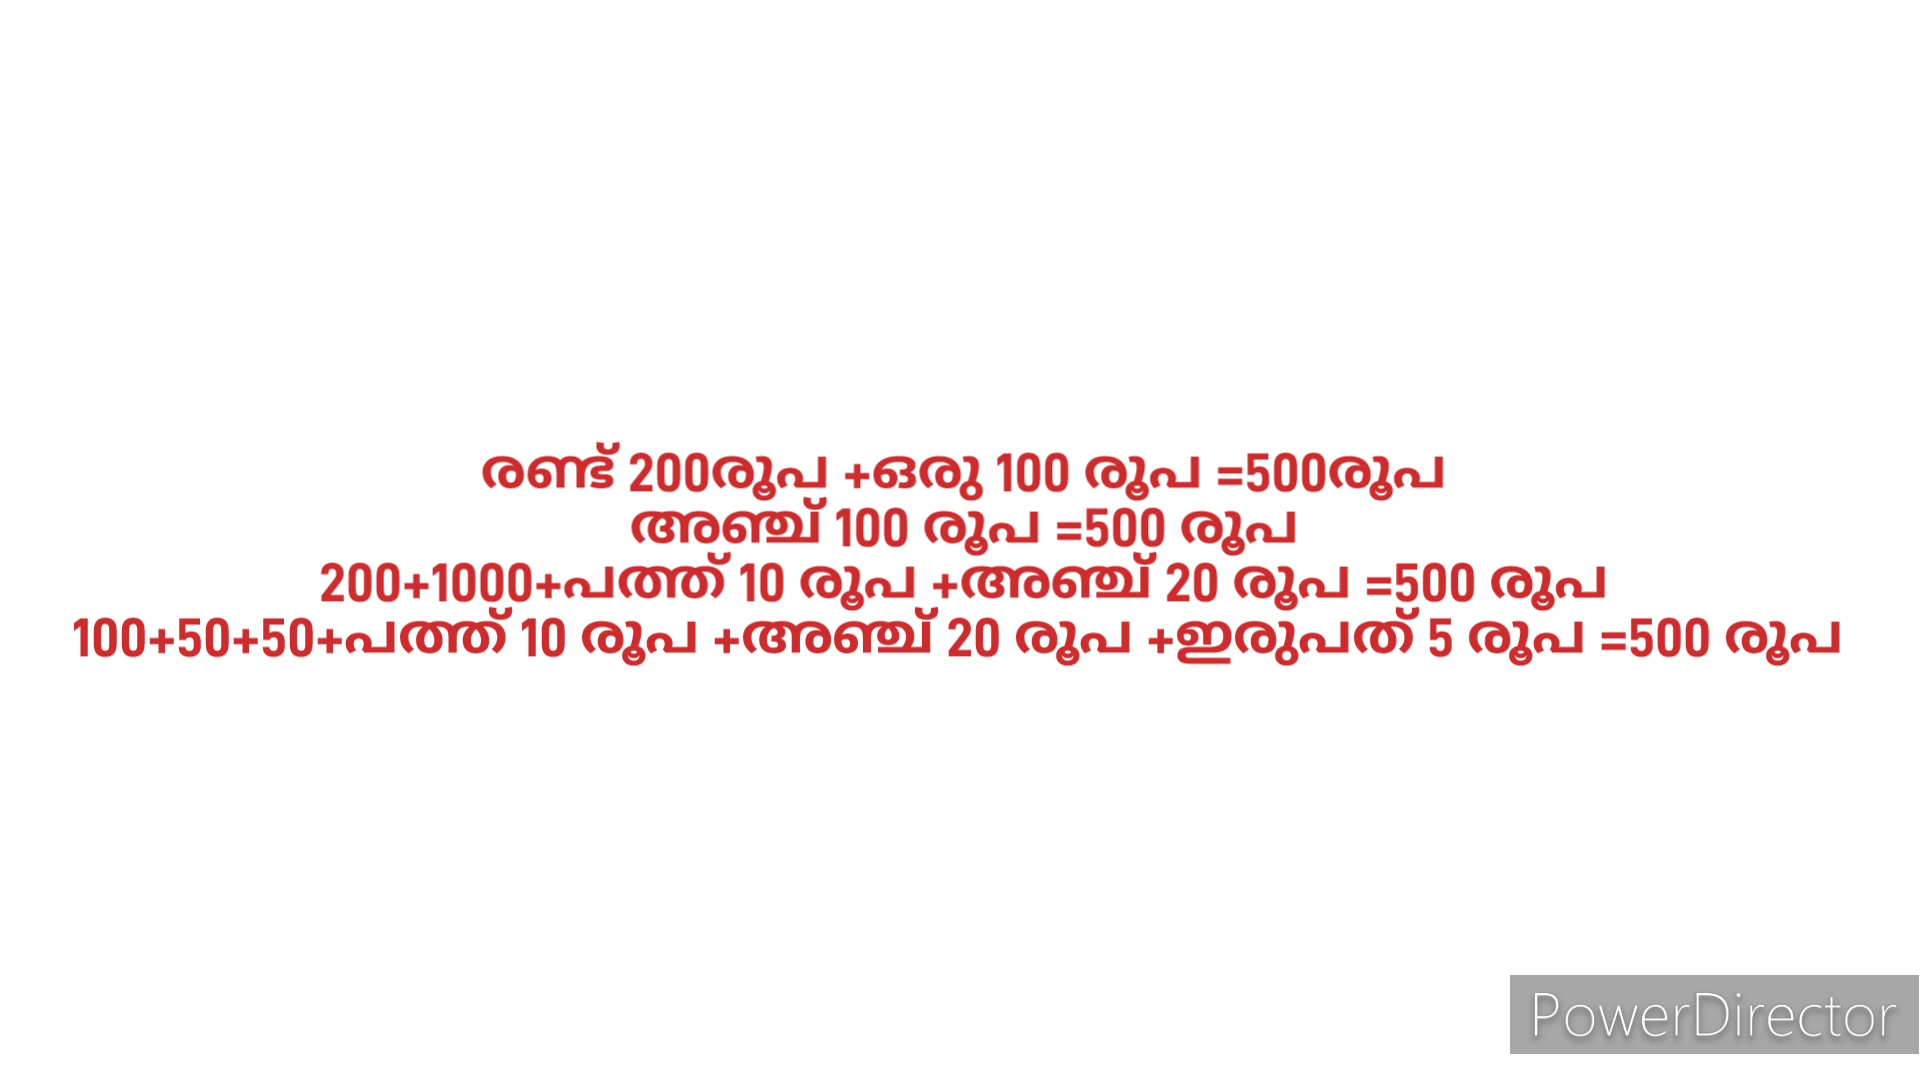 രണ്ട് 200രൂപ +ഒരു 100 രൂപ =500രൂപ
അഞ്ച് 100 രൂപ =500 രൂപ
200+1000+പത്ത് 10 രൂപ +അഞ്ച് 20 രൂപ =500 രൂപ
100+50+50+പത്ത് 10 രൂപ +അഞ്ച് 20 രൂപ +ഇരുപത് 5 രൂപ =500 രൂപ
PowerDirector